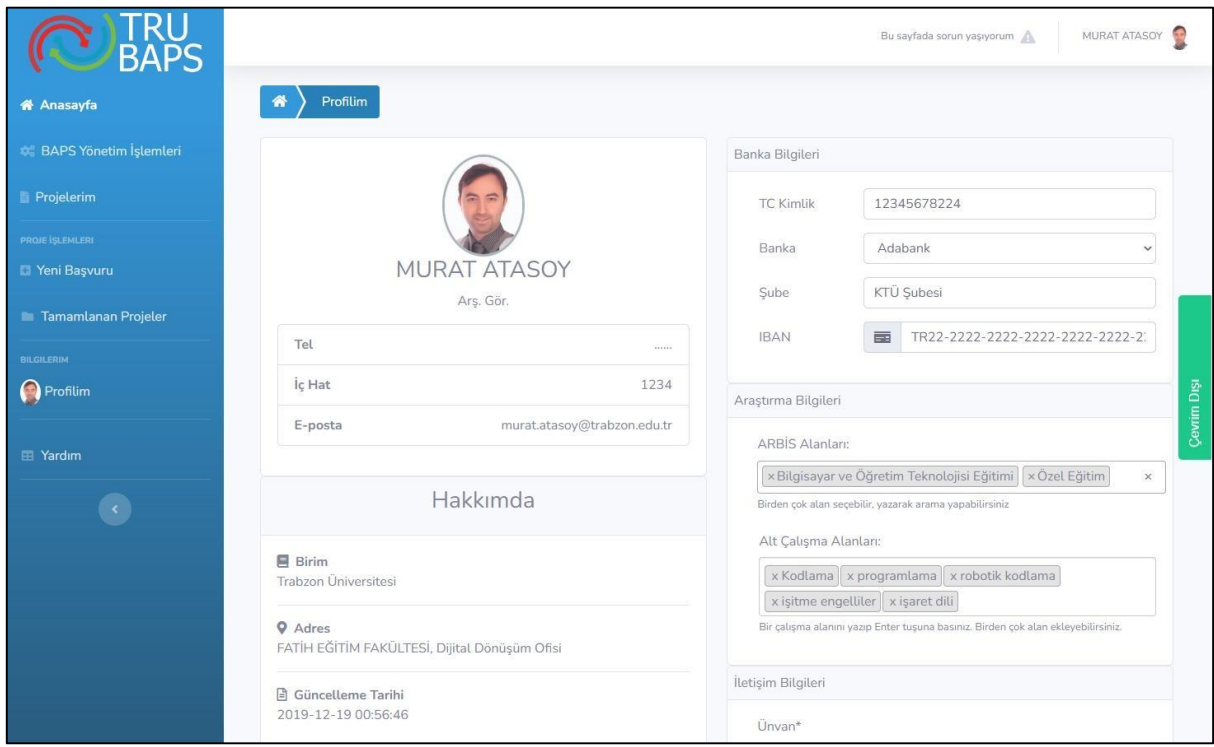 TRU
BAPS
Anasayfa
BAPS Yönetim İşlemleri
Projelerim
PROJE İŞLEMLERI
Yeni Başvuru
Tamamlanan Projeler
BILGILERIM
Profilim
Yardım
Bu sayfada sorun yaşıyorum
MURAT ATASOY
Profilim
MURAT ATASOY
Arş. Gör.
Tel ......
İç Hat 1234
E-posta murat.atasoy@trabzon.edu.tr
Hakkımda
Birim
Trabzon Üniversitesi
Adres
FATİH EĞİTİM FAKÜLTESİ, Dijital Dönüşüm Ofisi
Güncelleme Tarihi
2019-12-19 00:56:46
Banka Bilgileri
TC Kimlik 12345678224
Banka Adabank
Şube KTÜ Şubesi
IBAN TR22-2222-2222-2222-2222-2222-2
Araştırma Bilgileri
ARBİS Alanları:
×Bilgisayar ve Öğretim Teknolojisi Eğitimi ×Özel Eğitim ×
Birden çok alan seçebilir, yazarak arama yapabilirsiniz
Alt Çalışma Alanları:
x Kodlama x programlama x robotik kodlama
x işitme engelliler x işaret dili
Bir çalışma alanını yazıp Enter tuşuna basınız. Birden çok alan ekleyebilirsiniz.
İletişim Bilgileri
Ünvan*
Çevrim Dışı